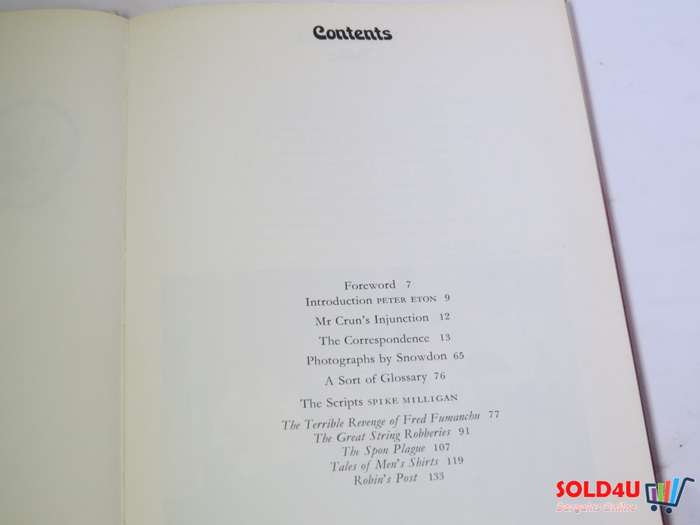 Contents
Foreword 7
Introduction PETER ETON 9
Mr Crun's Injunction 12
The Correspondence 13
Photographs by Snowdon 65
A Sort of Glossary 76
The Scripts SPIKE MILLIGAN
The Terrible Revenge of Fred Fumanchu 77
The Great String Robberies 91
The Spon Plague 107
Tales of Men's Shirts 119
Robin's Post 133
SOLD4U
Bargains Online